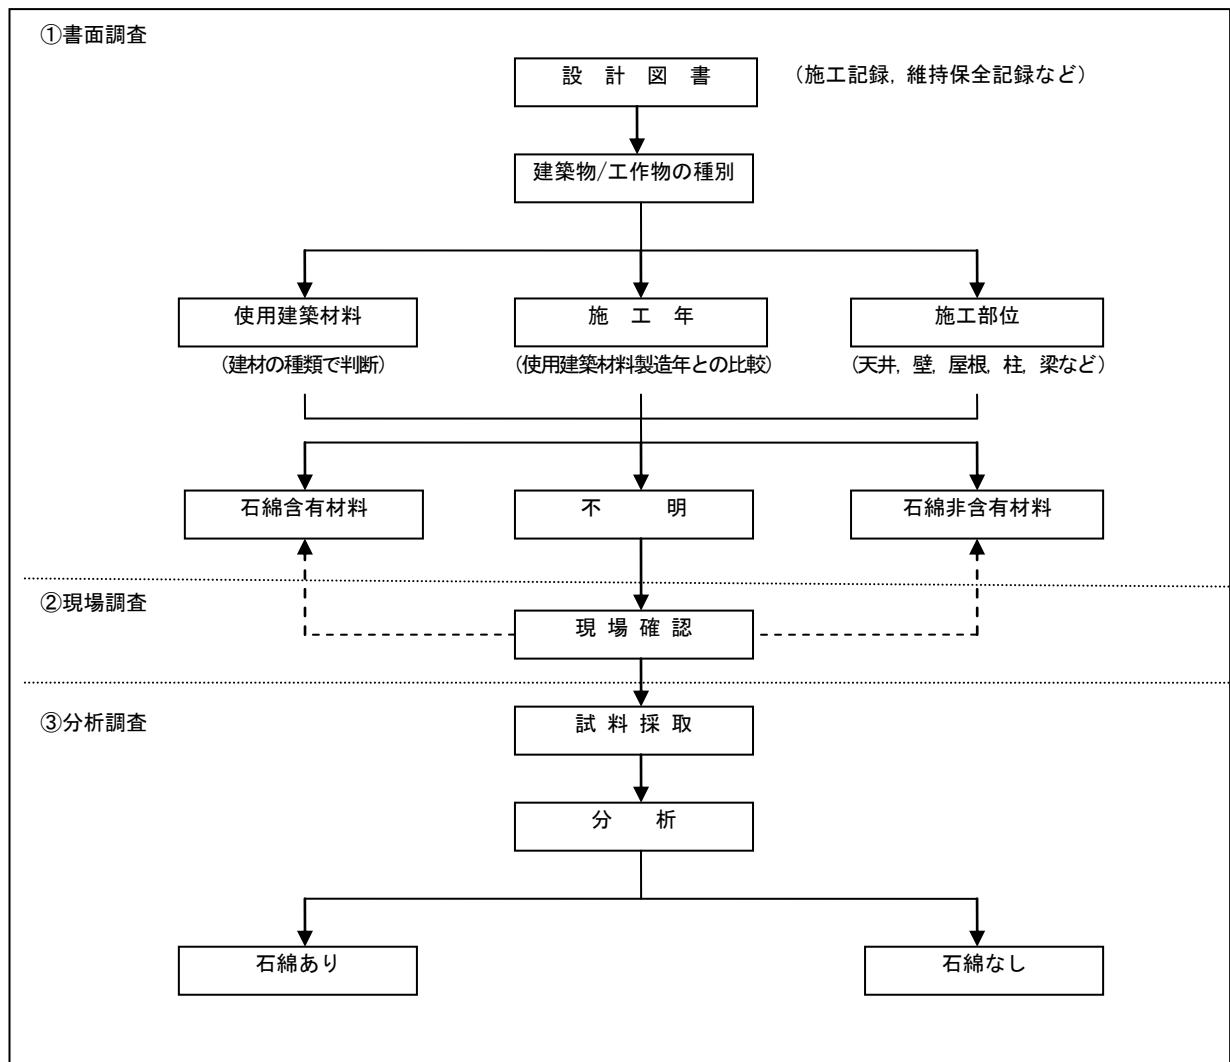 ①書面調査
設 計 図 書
（施工記録，維持保全記録など）
建築物/工作物の種別
使用建築材料
施 工 年
施工部位
（建材の種類で判断）
（使用建築材料製造年との比較）
（天井，壁，屋根，柱，梁など）
石綿含有材料
不 明
石綿非含有材料
②現場調査
現 場 確 認
③分析調査
試 料 採 取
分 析
石綿あり
石綿なし